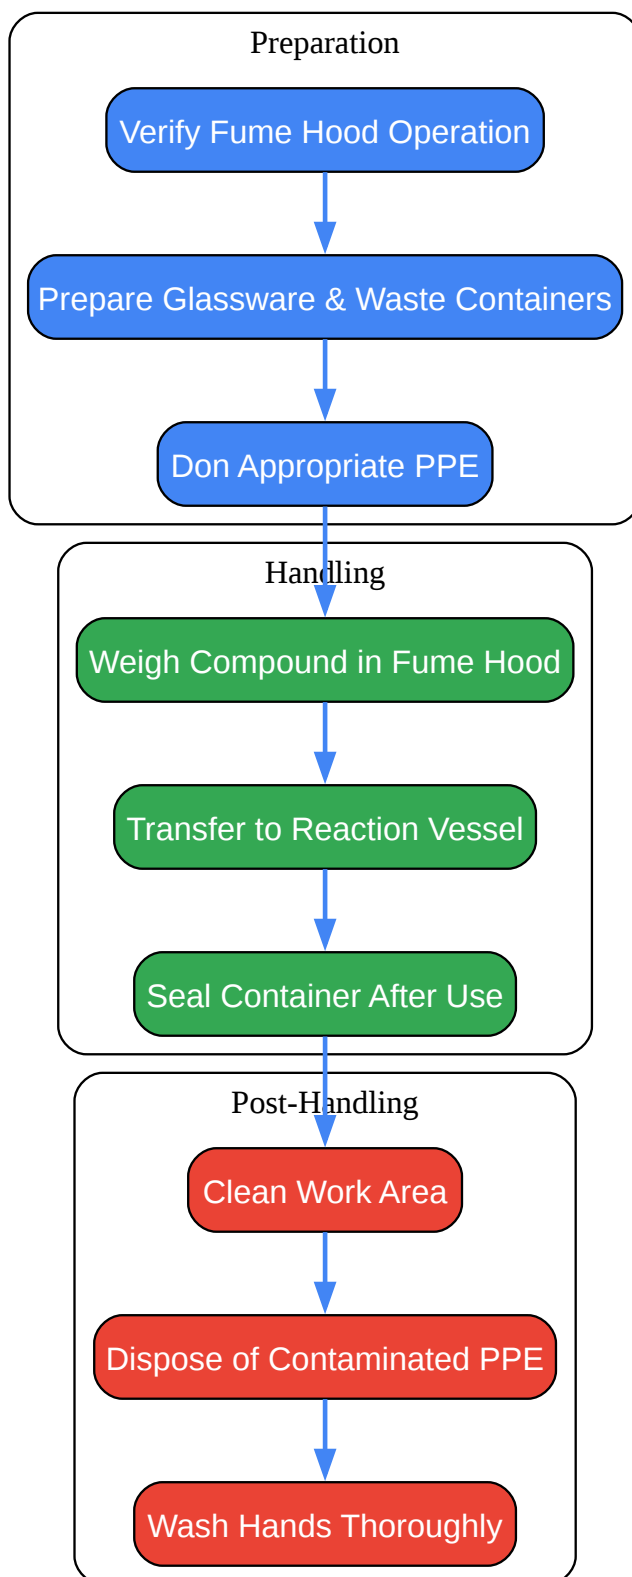 Preparation
Verify Fume Hood Operation
Prepare Glassware & Waste Containers
Don Appropriate PPE
Handling
Weigh Compound in Fume Hood
Transfer to Reaction Vessel
Seal Container After Use
Post-Handling
Clean Work Area
Dispose of Contaminated PPE
Wash Hands Thoroughly